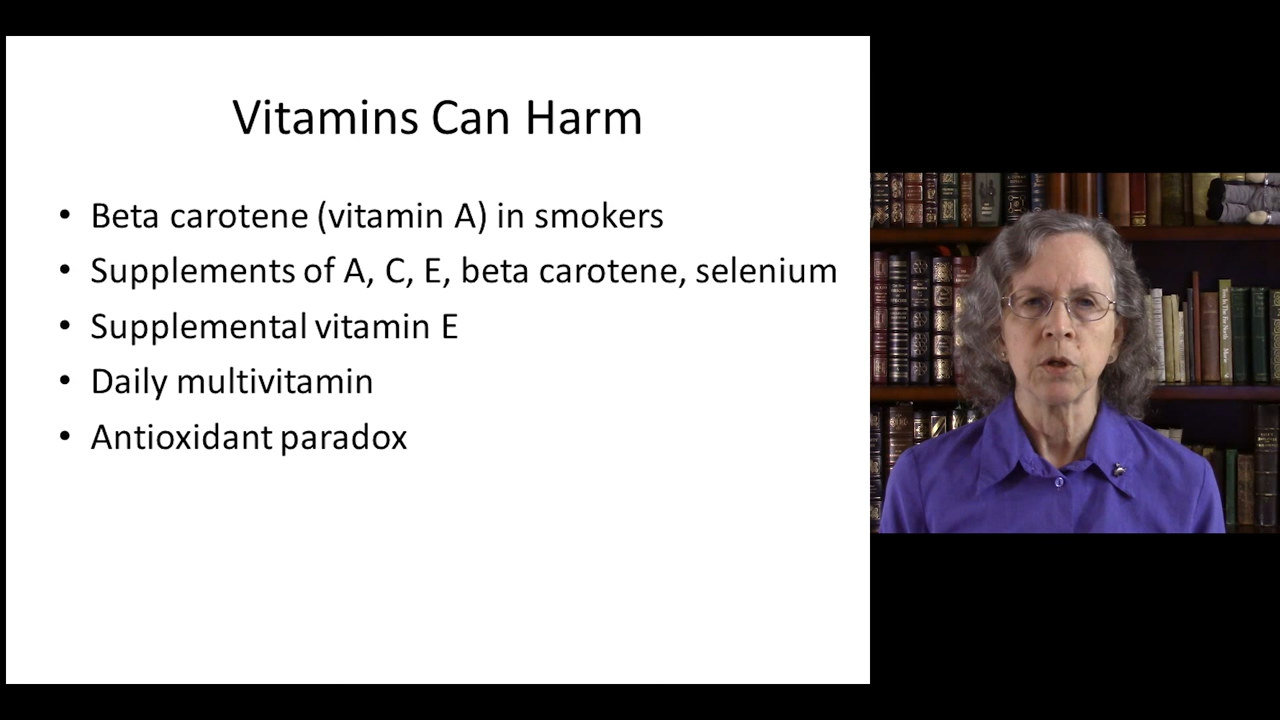 Vitamins Can Harm
• Beta carotene (vitamin A) in smokers
• Supplements of A, C, E, beta carotene, selenium
• Supplemental vitamin E
• Daily multivitamin
• Antioxidant paradox